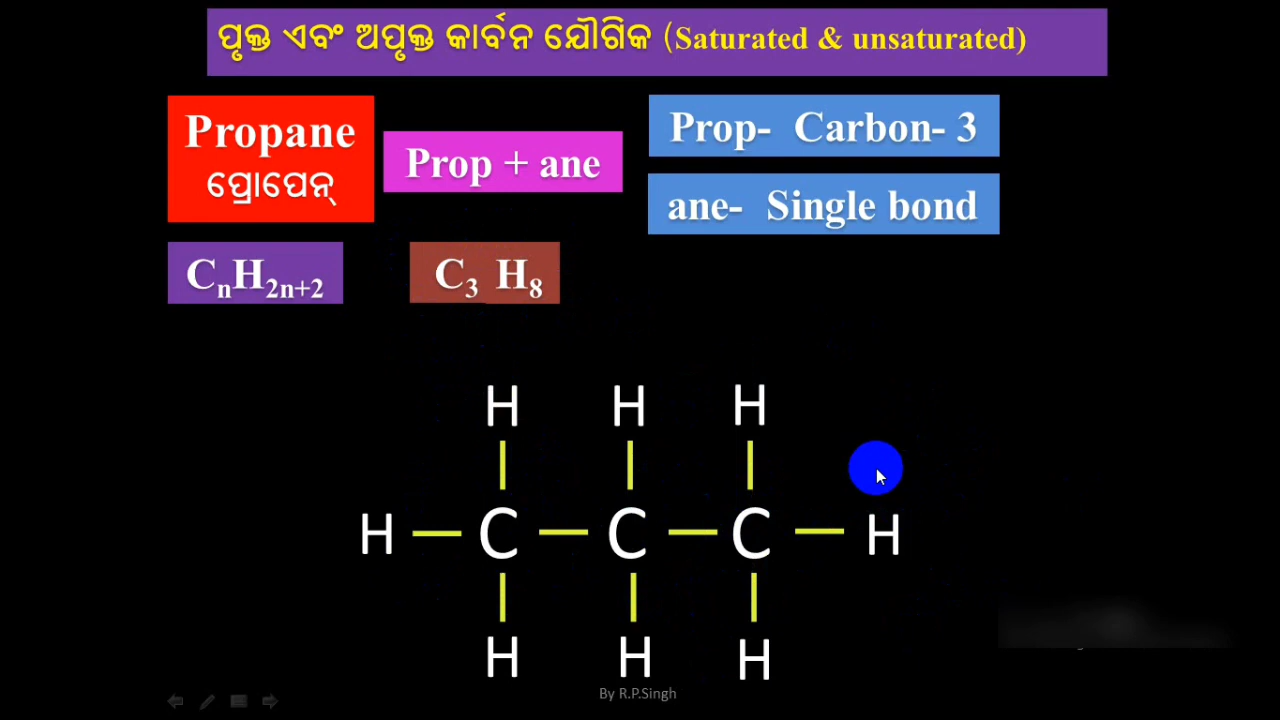 ପୃକ୍ତ ଏବଂ ଅପୃକ୍ତ କାର୍ବନ ଯୌଗିକ (Saturated & unsaturated)
Propane
ପ୍ରୋପେନ୍
Prop + ane
Prop- Carbon- 3
ane- Single bond
CnH2n+2
C3 H8
H H H
H C C C H
H H H
By R.P.Singh